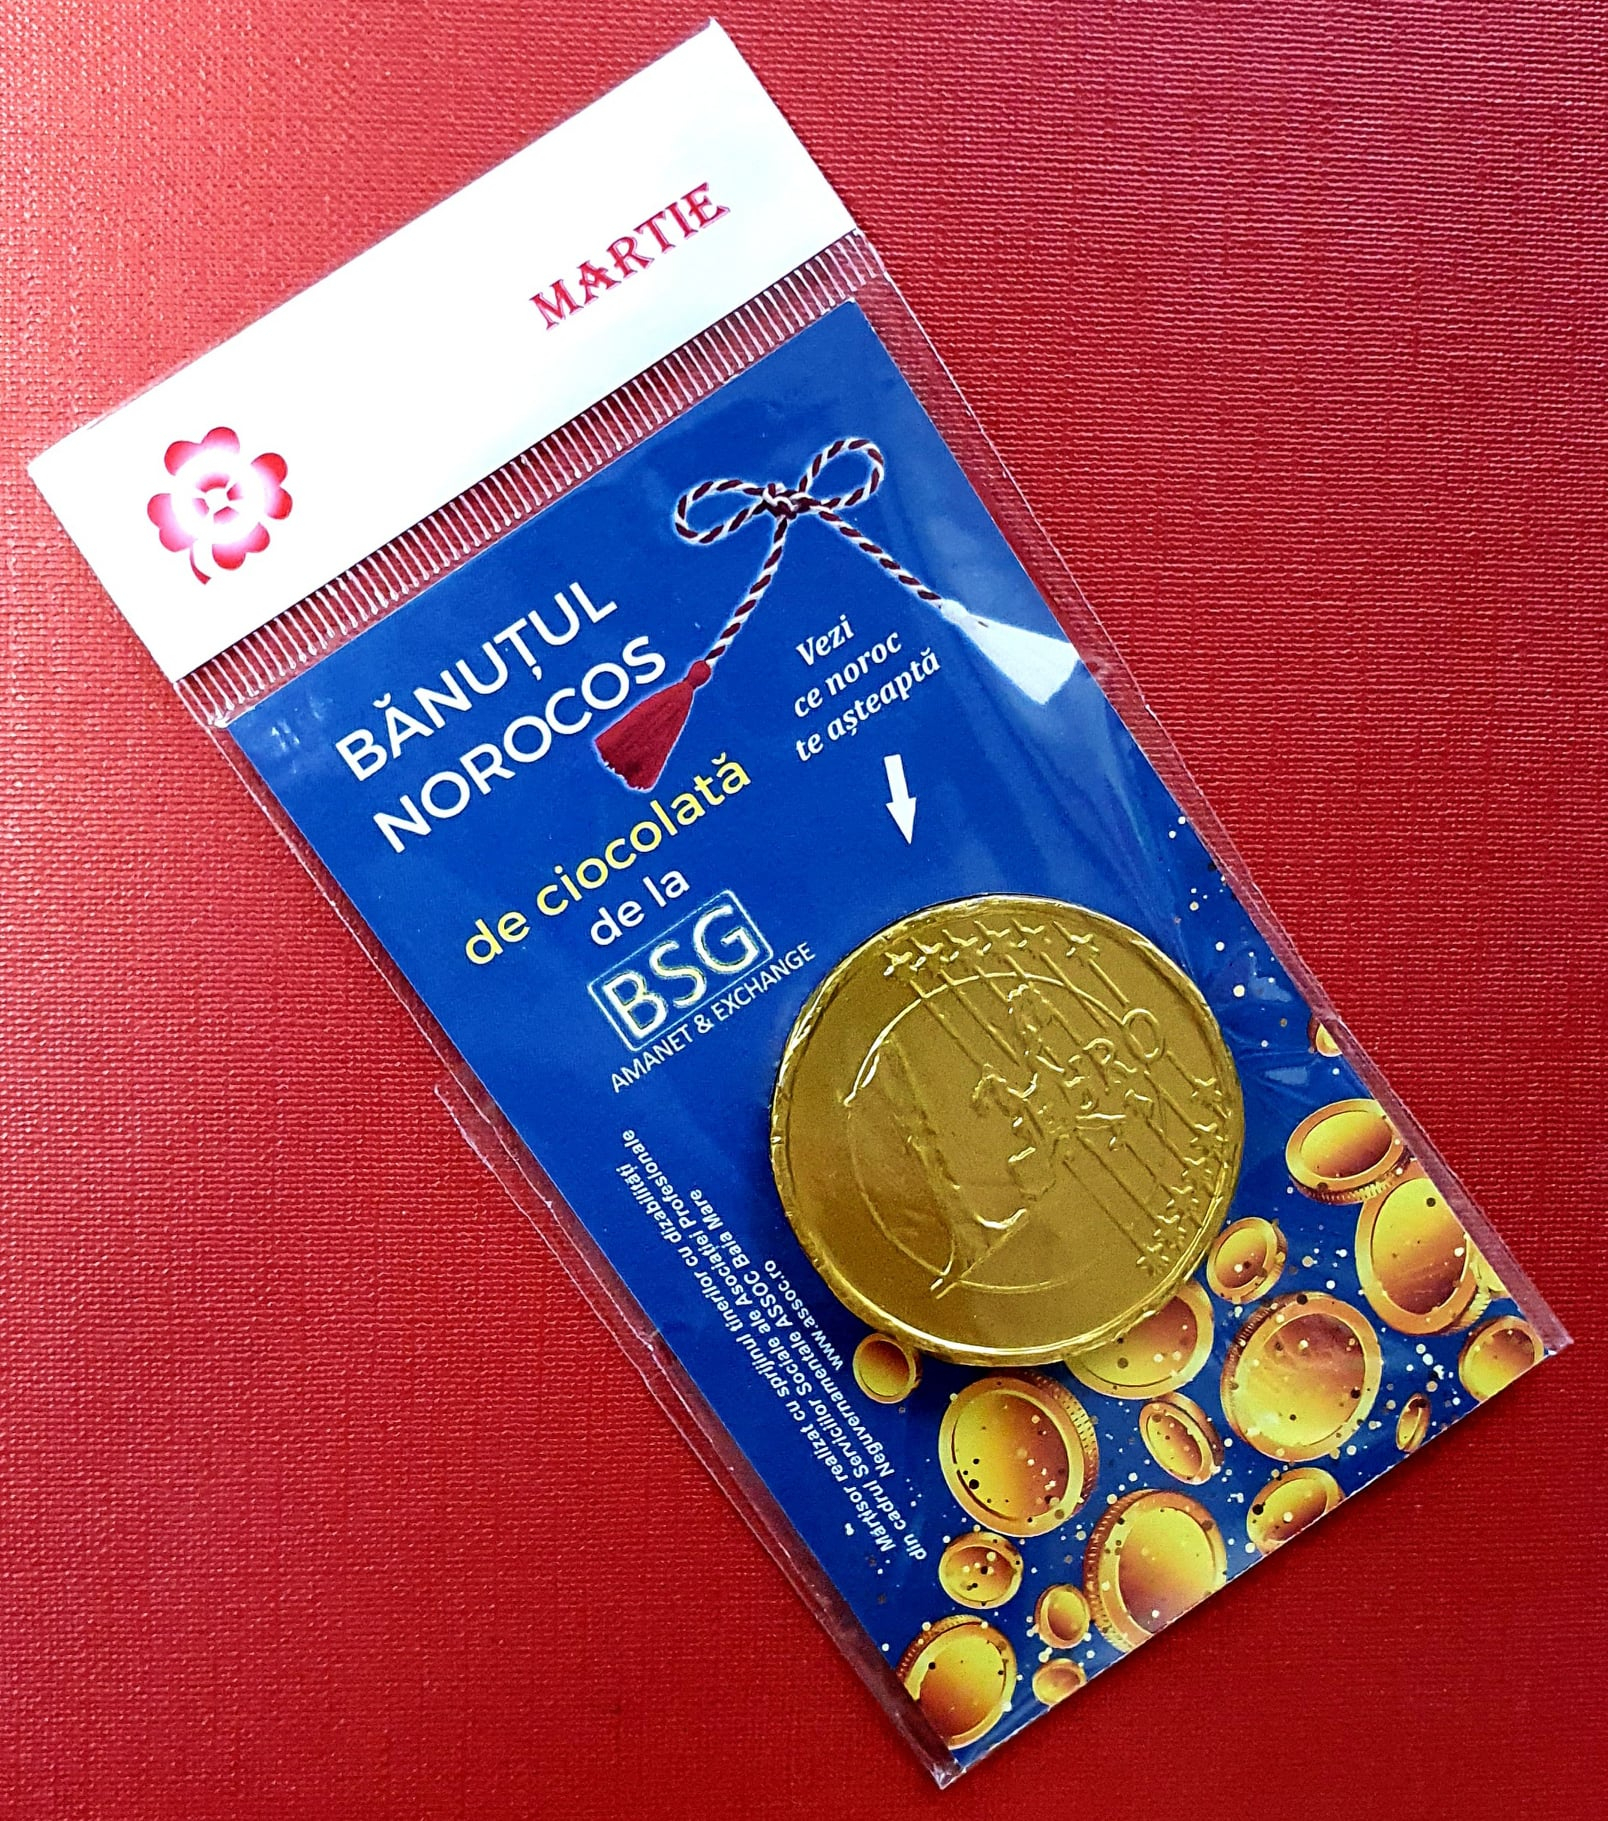 MARTIE
BĂNUȚUL
NOROCOS
de ciocolată
de la
BSG
AMANET & EXCHANGE
Vezi
ce noroc
te așteaptă
EURO
Mărțișor realizat cu sprijinul tinerilor cu dizabilități
din cadrul Serviciilor Sociale ale Asociației Profesionale
Neguvernamentale ASSOC Baia Mare
www.assoc.ro